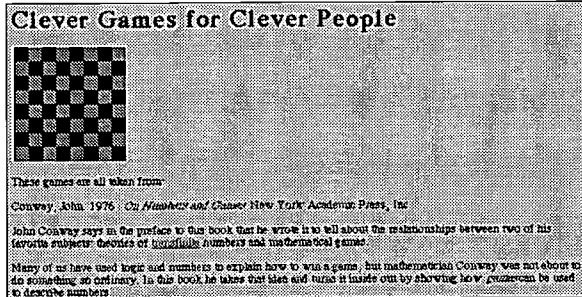 Clever Games for Clever People
These games are all taken from:
Conway, John. 1976. On Numbers and Games New York: Academic Press, Inc
John Conway says in the preface to this book that he wrote it to tell about the realationships between two of his
favorite subjects: theories of transfinite numbers and mathematical games.
Many of us have used logic and numbers to explain how to win a game, but mathematician Conway was not about to
do something so ordinary. In this book he takes that idea and turns it inside out by showing how games can be used
to describe numbers